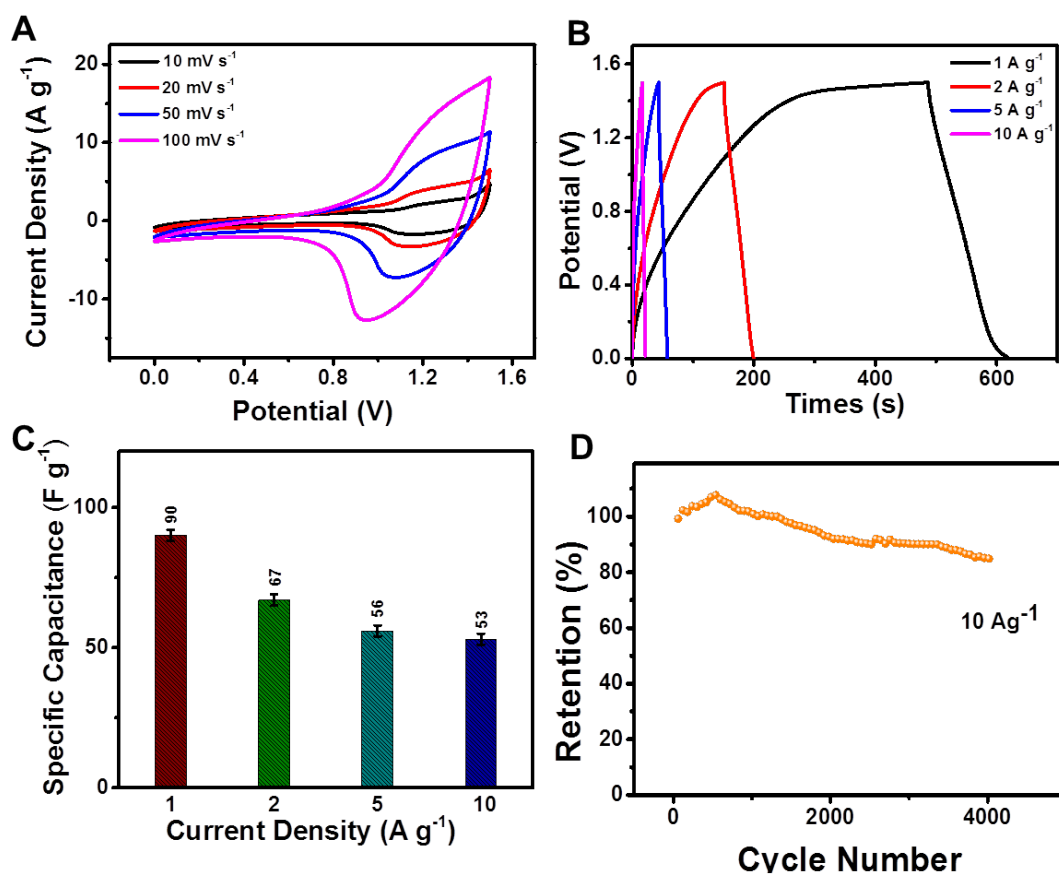 A
10 mV s⁻¹
20 mV s⁻¹
50 mV s⁻¹
100 mV s⁻¹
20
10
0
-10
Current Density (A g⁻¹)
0.0 0.4 0.8 1.2 1.6
Potential (V)
B
1 A g⁻¹
2 A g⁻¹
5 A g⁻¹
10 A g⁻¹
1.6
1.2
0.8
0.4
0.0
Potential (V)
0 200 400 600
Times (s)
C
100
50
0
Specific Capacitance (F g⁻¹)
90
67
56
53
1 2 5 10
Current Density (A g⁻¹)
D
100
80
60
40
20
0
Retention (%)
10 Ag⁻¹
0 2000 4000
Cycle Number